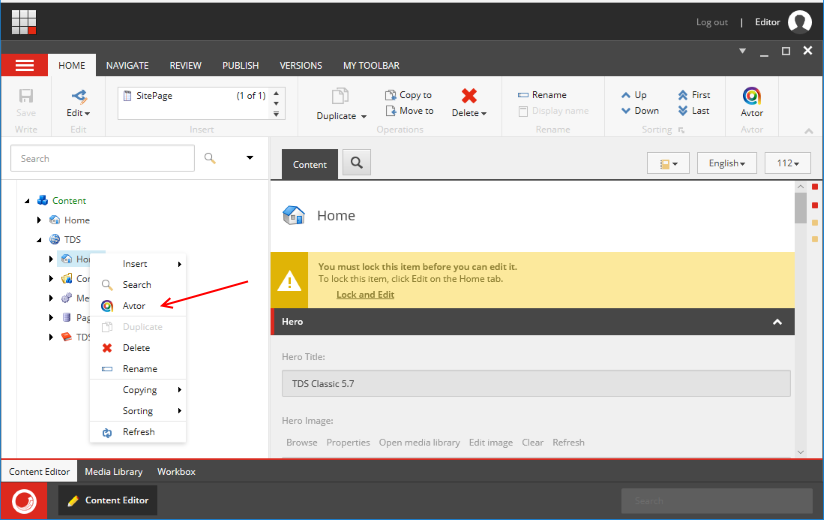 Log out | Editor
HOME NAVIGATE REVIEW PUBLISH VERSIONS MY TOOLBAR
Save
Write
Edit
Edit
SitePage (1 of 1)
Insert
Duplicate
Copy to
Move to
Delete
Operations
Rename
Display name
Rename
Up
Down
First
Last
Sorting
Avtor
Avtor
Search
Content
English
112
Content
Home
TDS
Ho
Con
Me
Pag
TDS
Insert
Search
Avtor
Duplicate
Delete
Rename
Copying
Sorting
Refresh
Home
You must lock this item before you can edit it.
To lock this item, click Edit on the Home tab.
Lock and Edit
Hero
Hero Title:
TDS Classic 5.7
Hero Image:
Browse Properties Open media library Edit image Clear Refresh
Content Editor Media Library Workbox
Content Editor
Search